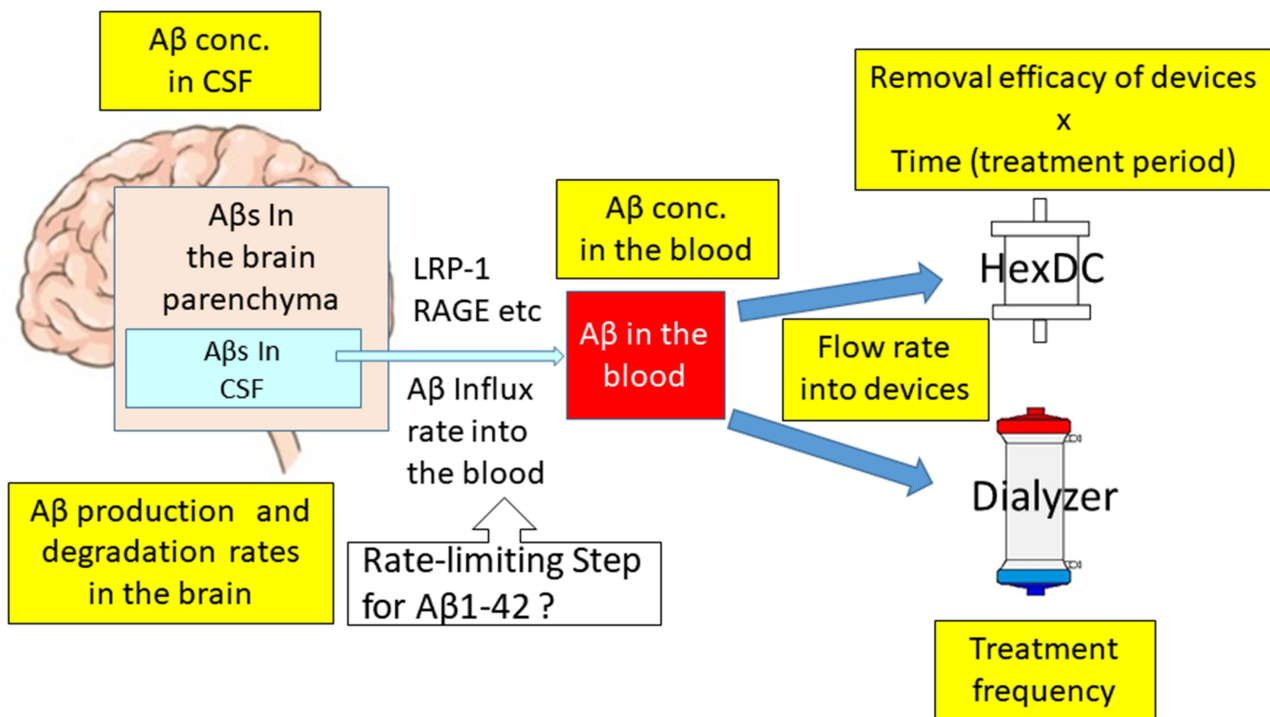 Aβ conc.
in CSF
Aβs In
the brain
parenchyma
Aβs In
CSF
Aβ production and
degradation rates
in the brain
LRP-1
RAGE etc
Aβ Influx
rate into
the blood
Rate-limiting Step
for Aβ1-42 ?
Aβ conc.
in the blood
Aβ in the
blood
Removal efficacy of devices
x
Time (treatment period)
HexDC
Flow rate
into devices
Dialyzer
Treatment
frequency